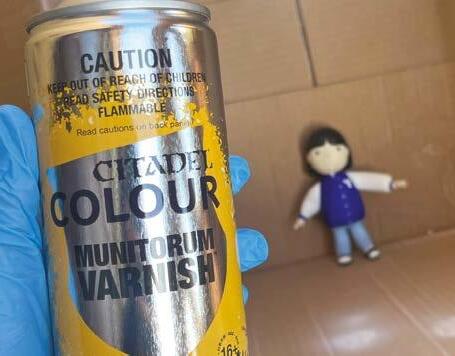 CAUTION
KEEP OUT OF REACH OF CHILDREN
READ SAFETY DIRECTIONS
FLAMMABLE
Read cautions on back panel
CITADEL
COLOUR
MUNITORUM
VARNISH
16+